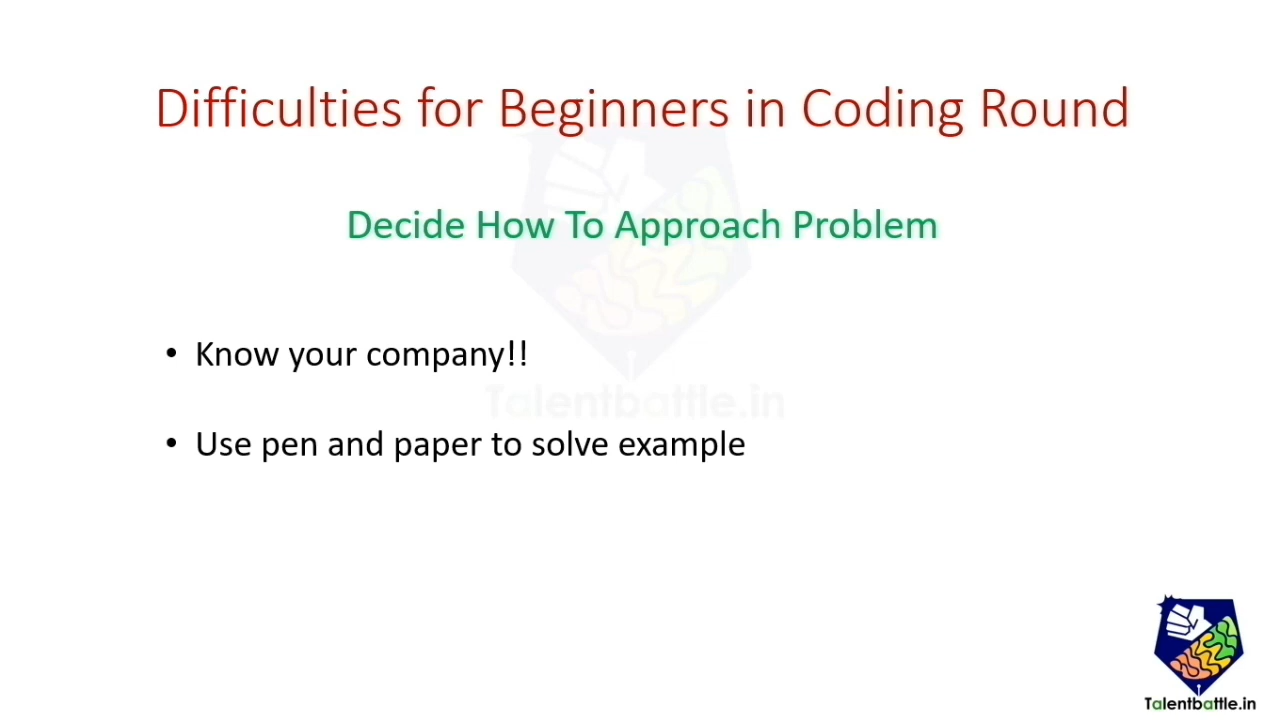 Difficulties for Beginners in Coding Round
Decide How To Approach Problem
• Know your company!!
Talentbattle.in
• Use pen and paper to solve example
Talentbattle.in